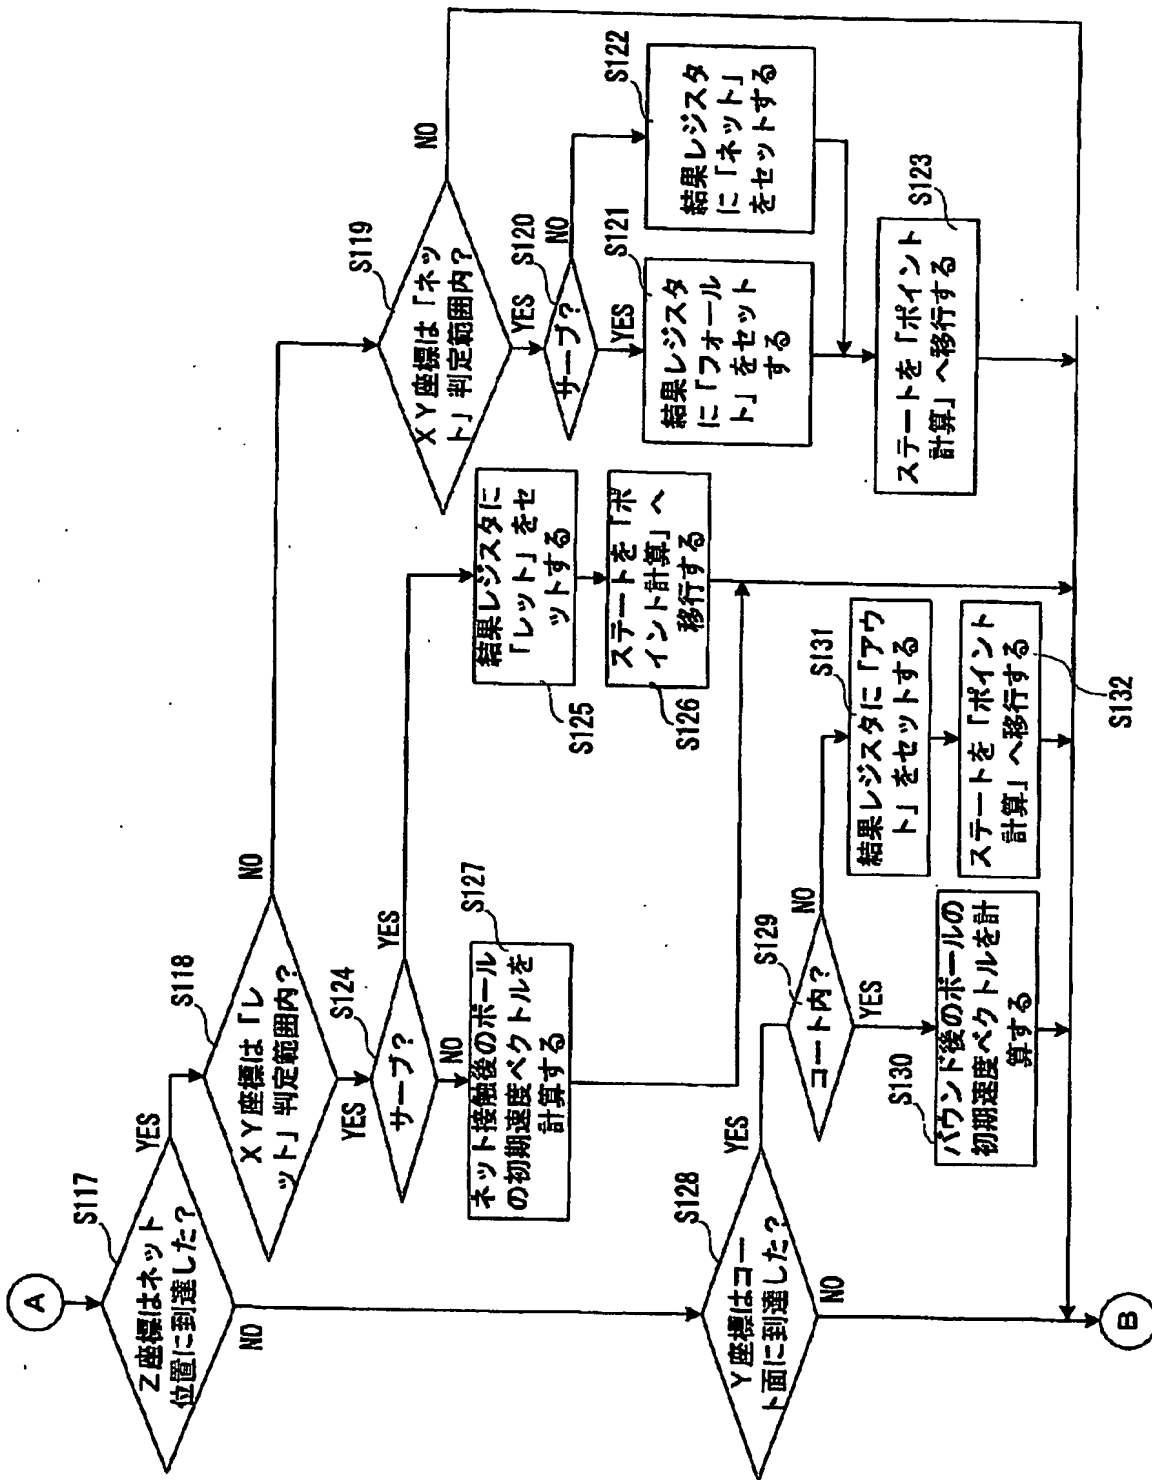 A
S117
Z座標はネット
位置に到達した?
YES
NO
S118
XY座標は「レ
ット」判定範囲内?
NO
YES
S119
XY座標は「ネッ
ト」判定範囲内?
NO
YES
S120
サーブ?
NO
YES
S121
結果レジスタ
に「フォール
ト」をセット
する
S122
結果レジスタ
に「ネット」
をセットする
S123
ステートを「ポイント
計算」へ移行する
S124
サーブ?
YES
NO
S125
結果レジスタに
「レット」をセ
ットする
S126
ステートを「ポ
イント計算」へ
移行する
S127
ネット接触後のボール
の初期速度ベクトルを
計算する
S128
Y座標はコー
ト面に到達した?
YES
NO
S129
コート内?
NO
YES
S130
バウンド後のボールの
初期速度ベクトルを計
算する
S131
結果レジスタに「アウ
ト」をセットする
S132
ステートを「ポイント
計算」へ移行する
B